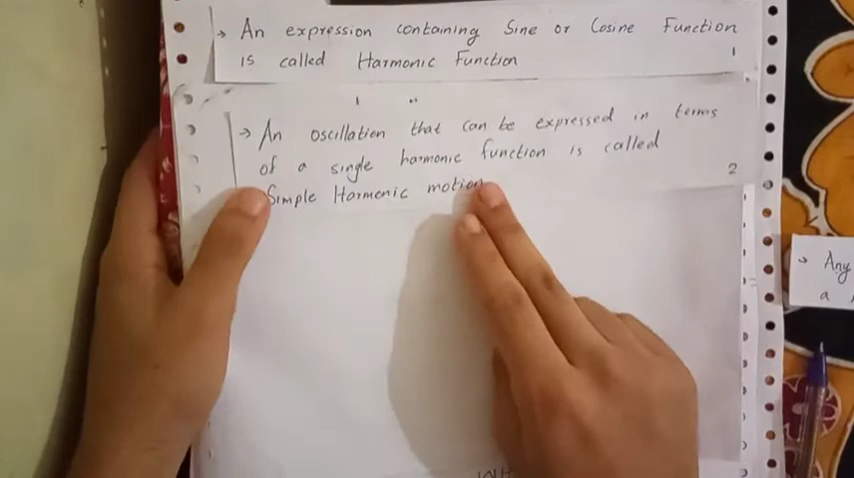 → An expression containing Sine or Cosine Function
is called Harmonic Function
1
→ An oscillation that can be expressed in terms
of a single harmonic function is called
Simple Harmonic motion
2
→ Any
a